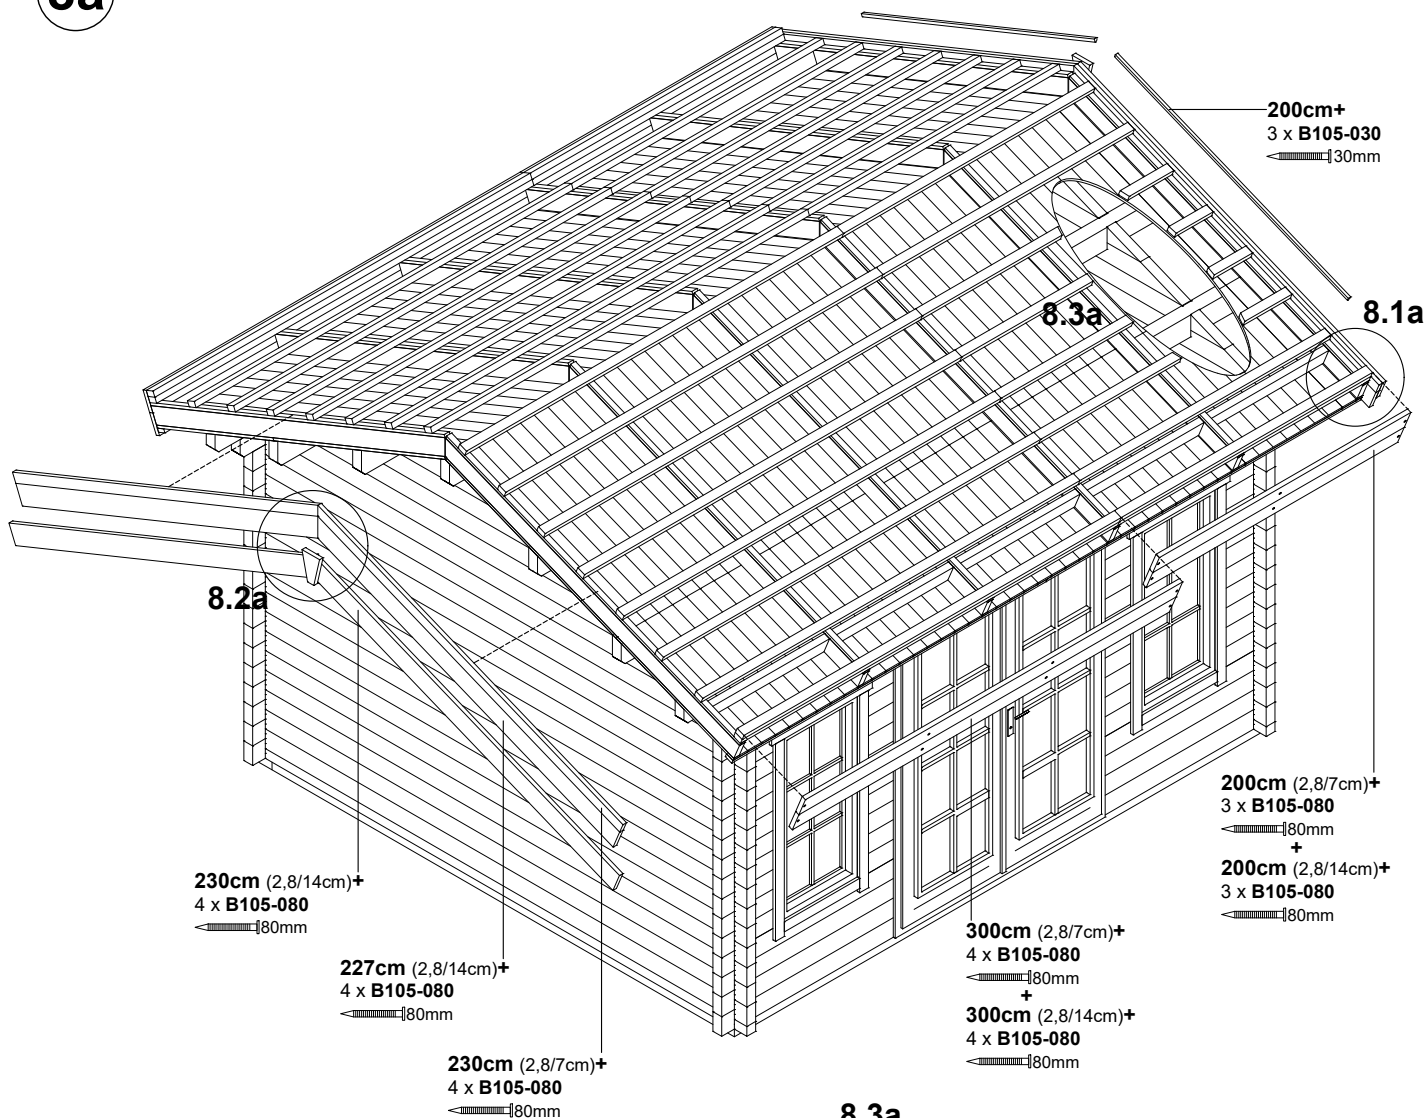 8a
200cm+
3 x B105-030
30mm
8.1a
8.3a
8.2a
200cm (2,8/7cm)+
3 x B105-080
80mm
+
200cm (2,8/14cm)+
3 x B105-080
80mm
230cm (2,8/14cm)+
4 x B105-080
80mm
300cm (2,8/7cm)+
4 x B105-080
80mm
+
300cm (2,8/14cm)+
4 x B105-080
80mm
227cm (2,8/14cm)+
4 x B105-080
80mm
230cm (2,8/7cm)+
4 x B105-080
80mm
8.3a